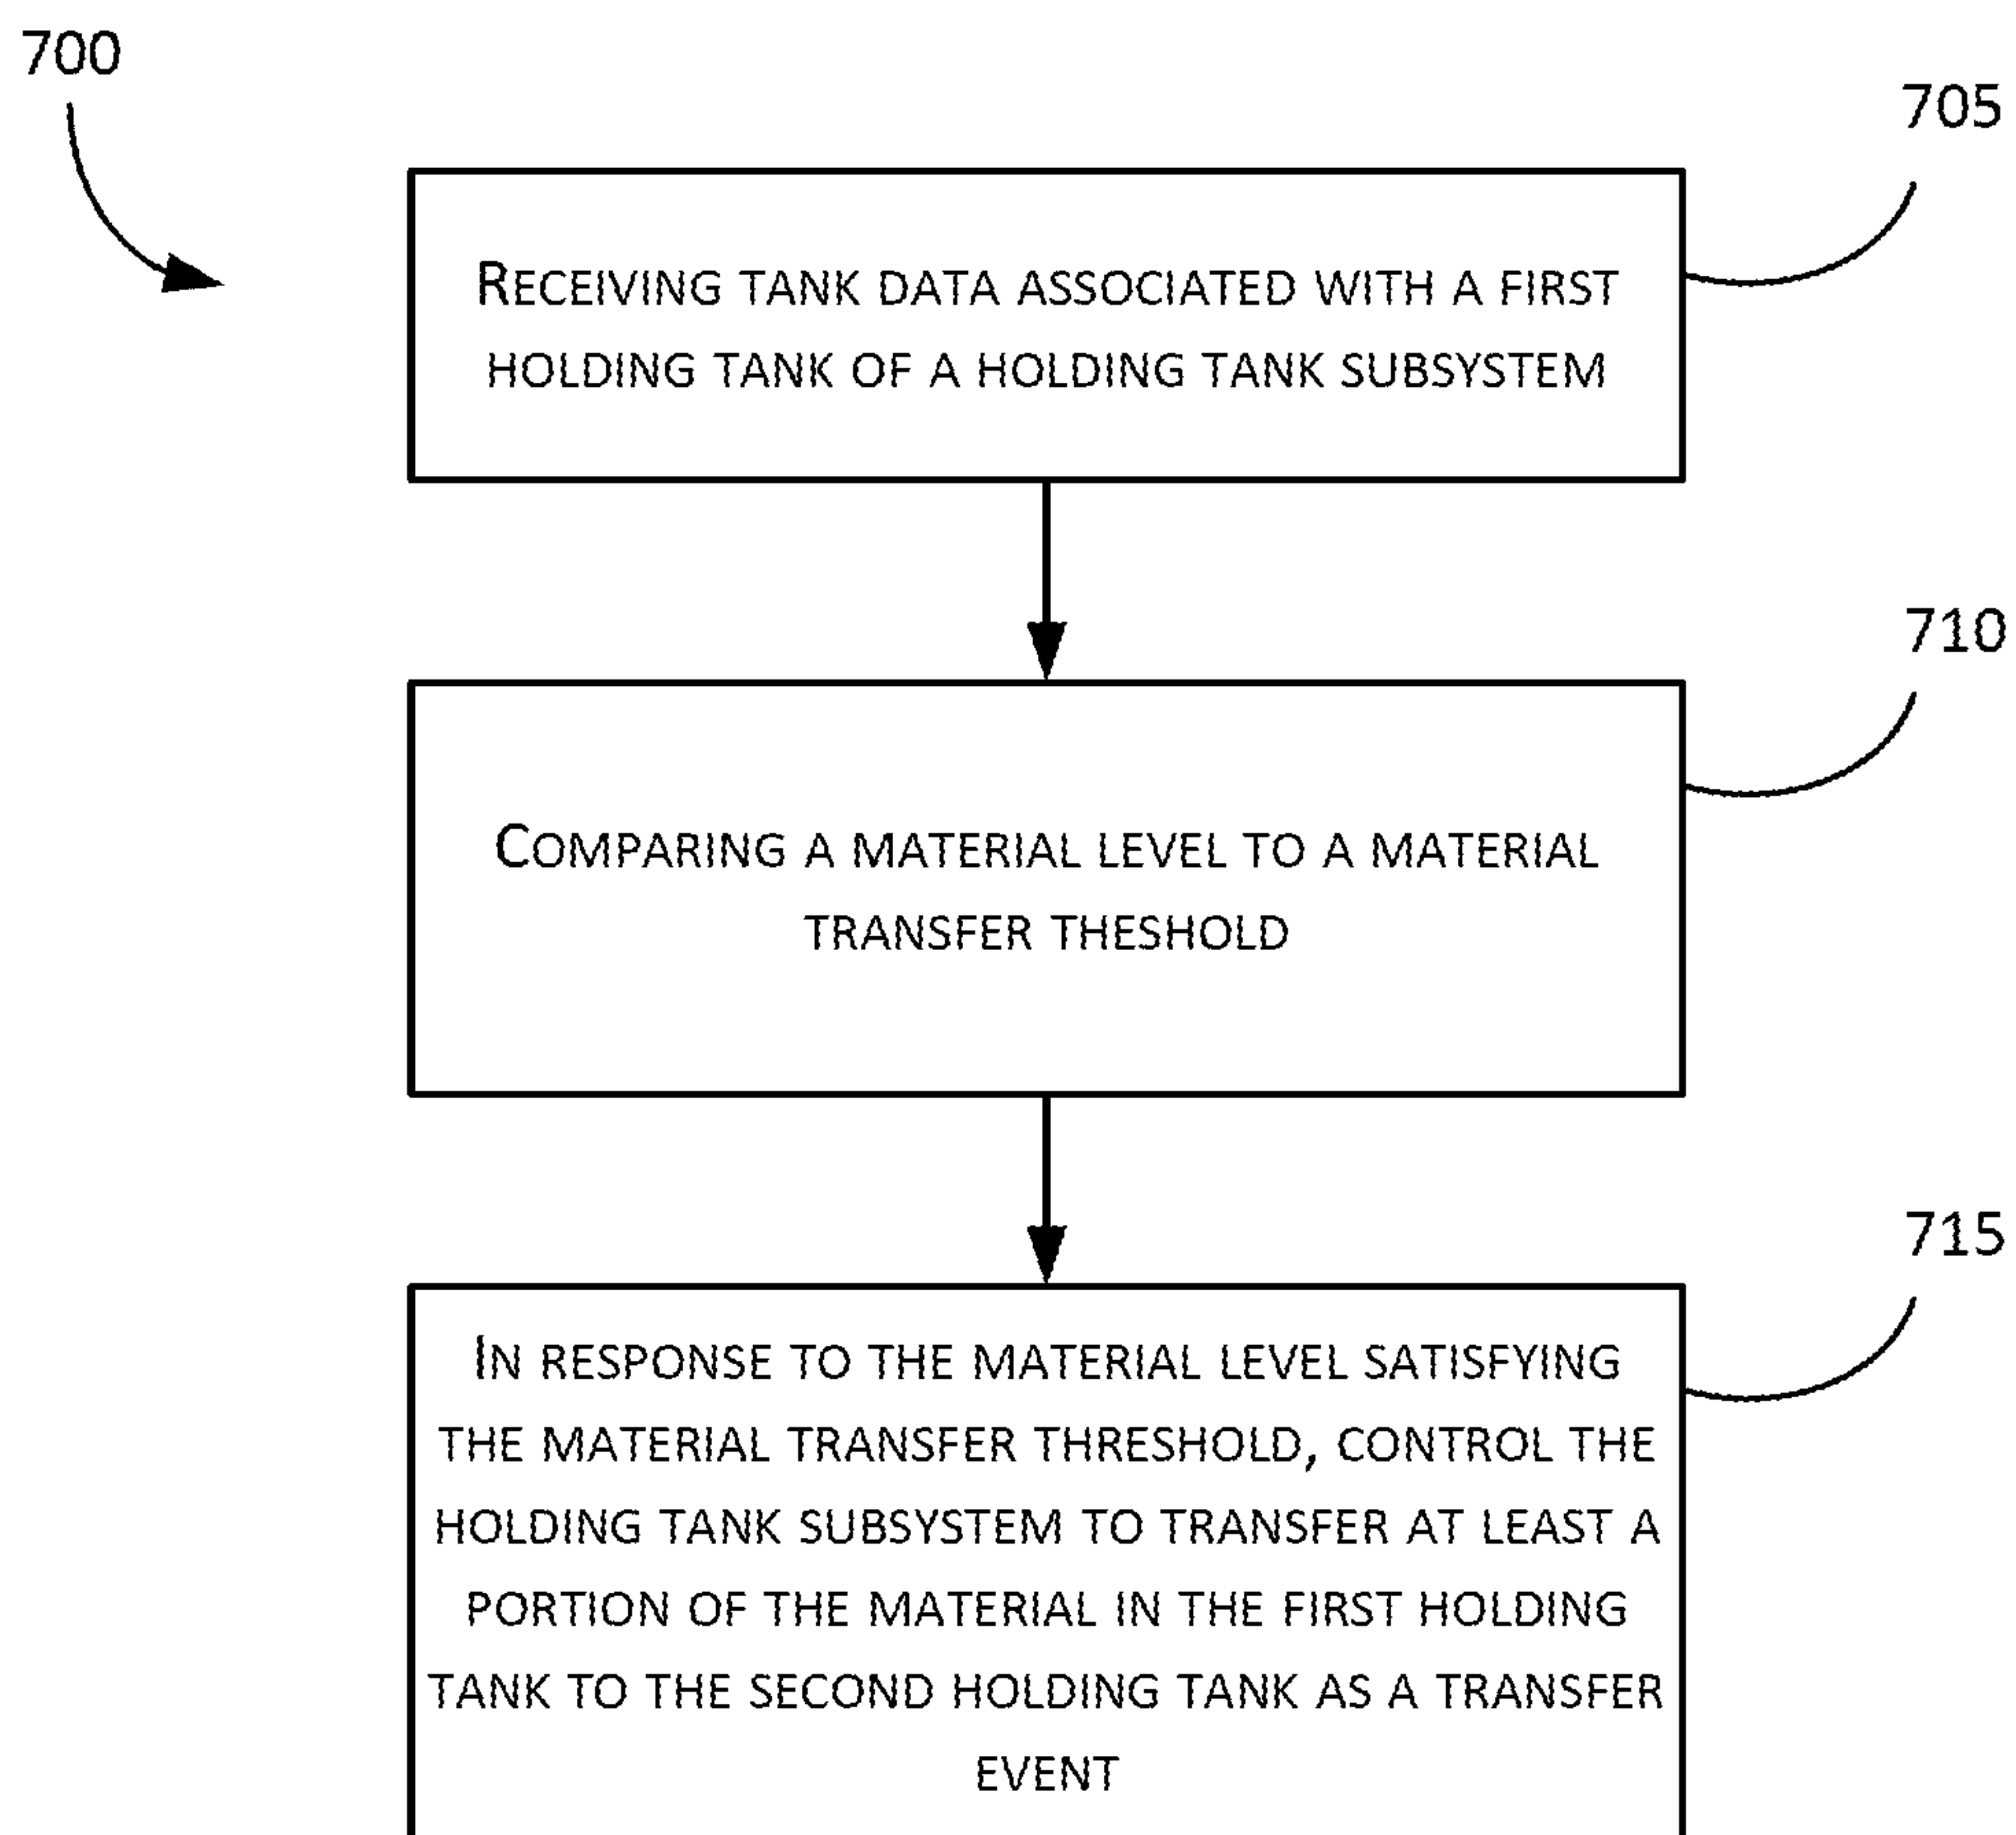 700
705
RECEIVING TANK DATA ASSOCIATED WITH A FIRST
HOLDING TANK OF A HOLDING TANK SUBSYSTEM
710
COMPARING A MATERIAL LEVEL TO A MATERIAL
TRANSFER THESHOLD
715
IN RESPONSE TO THE MATERIAL LEVEL SATISFYING
THE MATERIAL TRANSFER THRESHOLD, CONTROL THE
HOLDING TANK SUBSYSTEM TO TRANSFER AT LEAST A
PORTION OF THE MATERIAL IN THE FIRST HOLDING
TANK TO THE SECOND HOLDING TANK AS A TRANSFER
EVENT